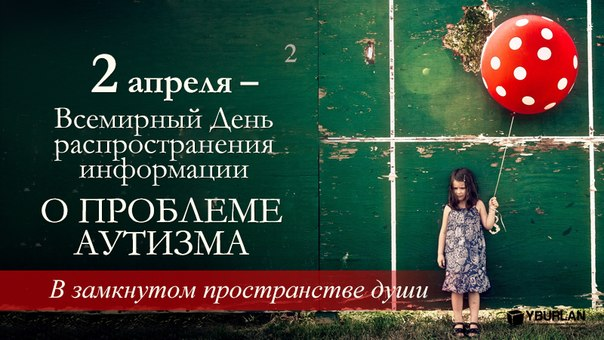 2 апреля –
2
Всемирный День
распространения
информации
О ПРОБЛЕМЕ
АУТИЗМА
В замкнутом пространстве души
YBURLAN